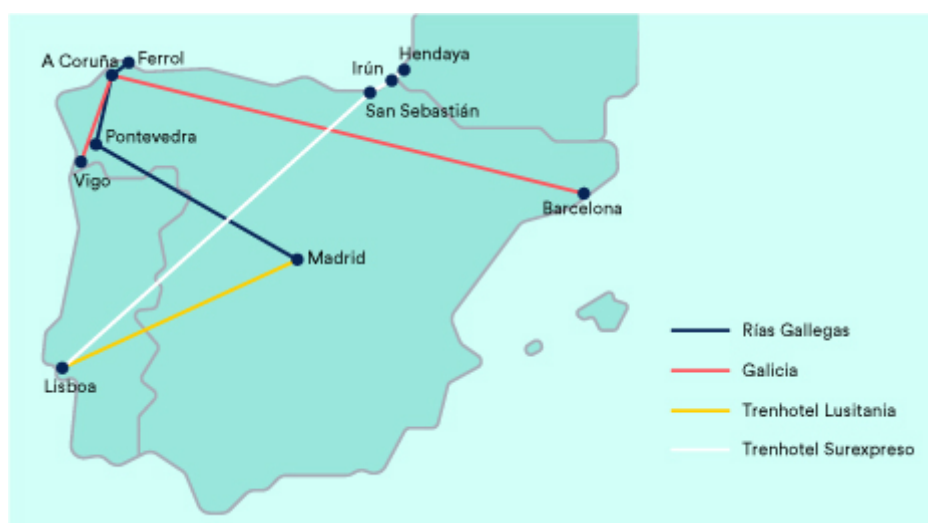 A Coruña
Ferrol
Hendaya
Irún
San Sebastián
Pontevedra
Vigo
Barcelona
Madrid
Lisboa
Rías Gallegas
Galicia
Trenhotel Lusitania
Trenhotel Surexpreso